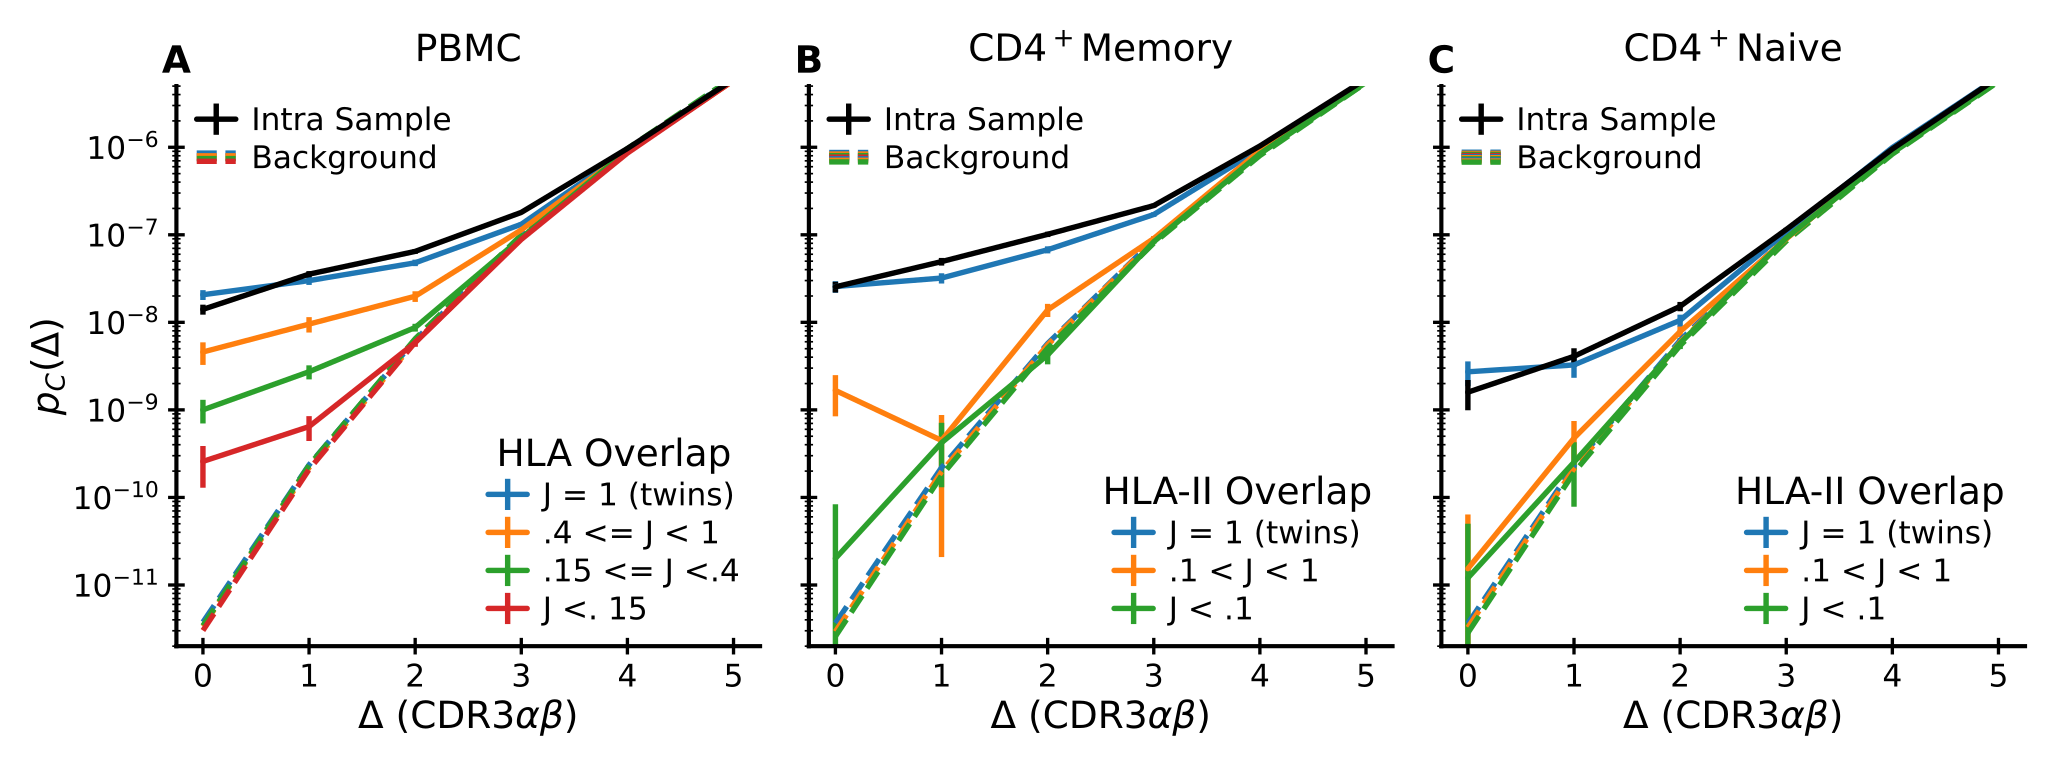 A PBMC
Intra Sample
Background
10⁻⁶
10⁻⁷
10⁻⁸
10⁻⁹
10⁻¹⁰
10⁻¹¹
p_C(Δ)
HLA Overlap
J = 1 (twins)
.4 <= J < 1
.15 <= J <.4
J <. 15
0 1 2 3 4 5
Δ (CDR3αβ)
B CD4⁺ Memory
Intra Sample
Background
HLA-II Overlap
J = 1 (twins)
.1 < J < 1
J < .1
0 1 2 3 4 5
Δ (CDR3αβ)
C CD4⁺ Naive
Intra Sample
Background
HLA-II Overlap
J = 1 (twins)
.1 < J < 1
J < .1
0 1 2 3 4 5
Δ (CDR3αβ)